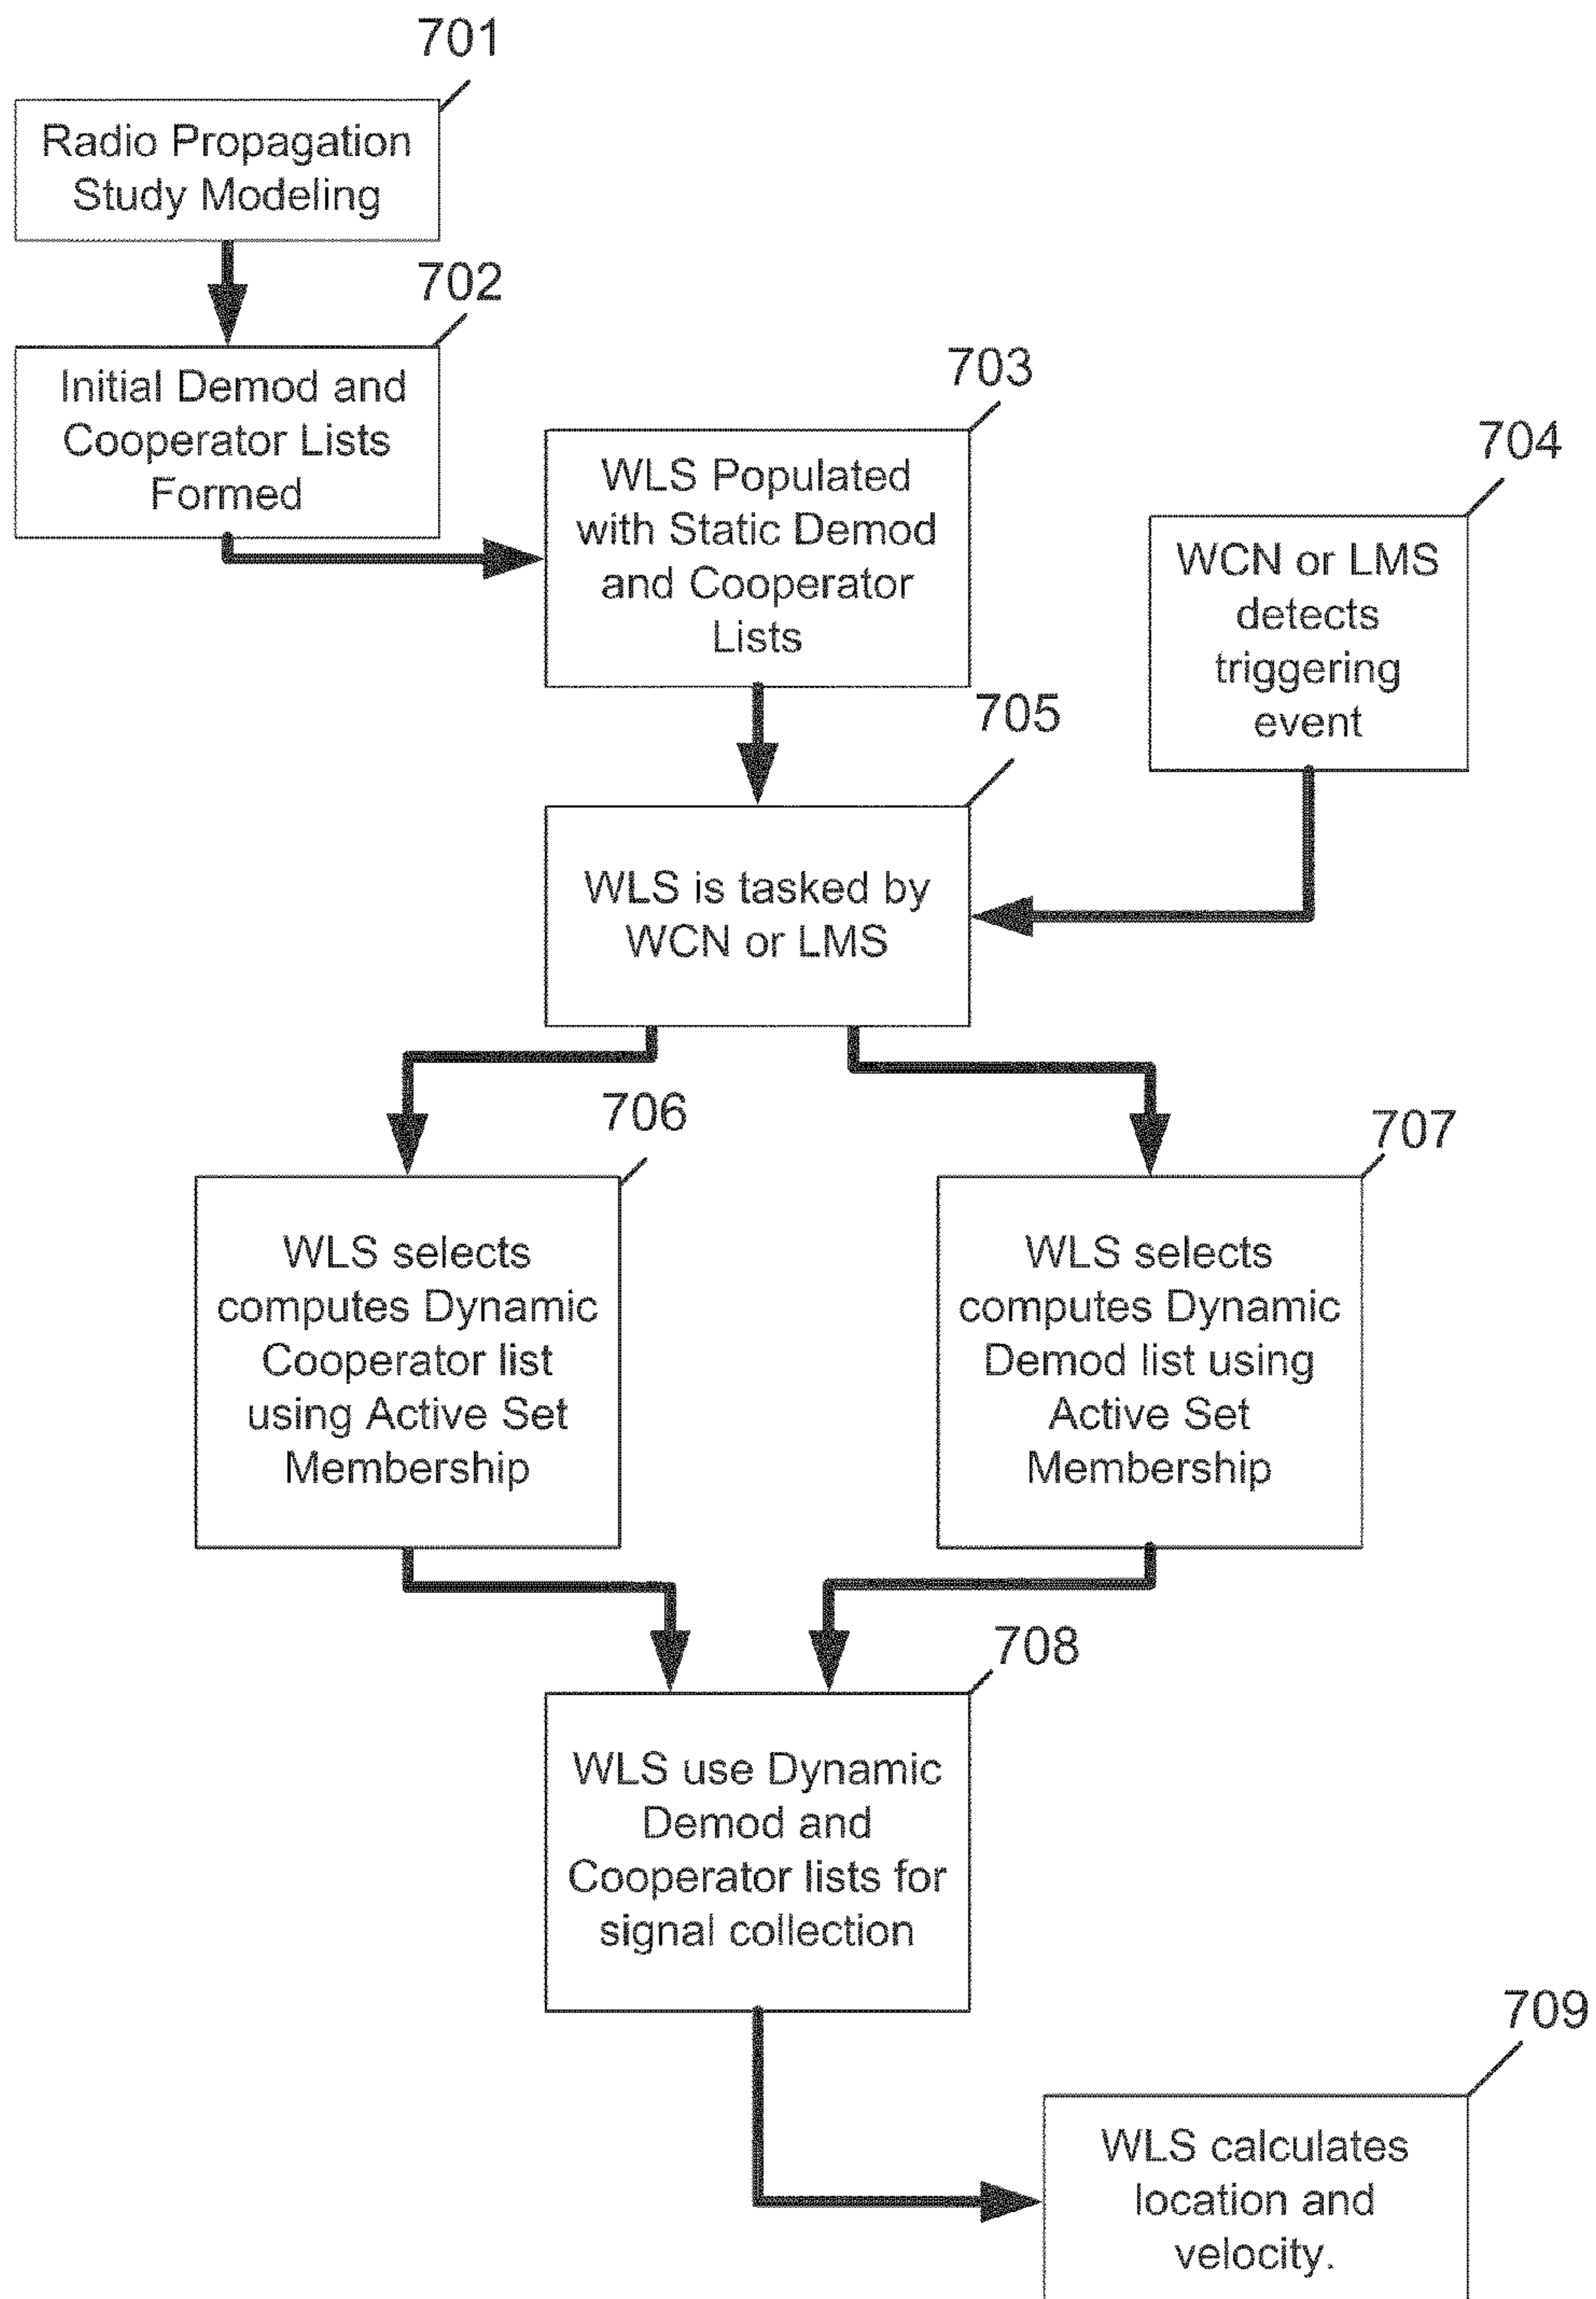 701
Radio Propagation
Study Modeling
702
Initial Demod and
Cooperator Lists
Formed
703
WLS Populated
with Static Demod
and Cooperator
Lists
704
WCN or LMS
detects
triggering
event
705
WLS is tasked by
WCN or LMS
706
WLS selects
computes Dynamic
Cooperator list
using Active Set
Membership
707
WLS selects
computes Dynamic
Demod list using
Active Set
Membership
708
WLS use Dynamic
Demod and
Cooperator lists for
signal collection
709
WLS calculates
location and
velocity.